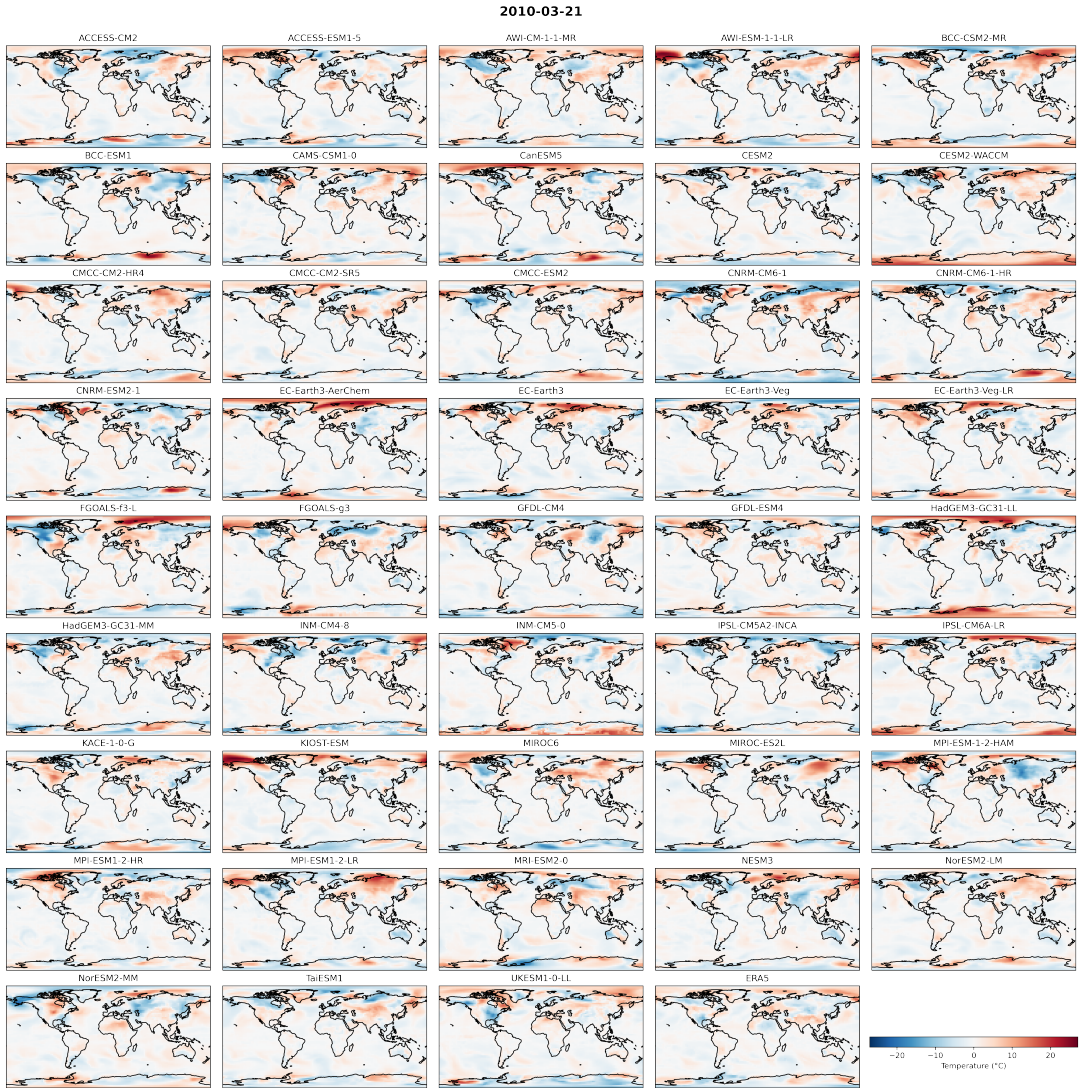 2010-03-21
ACCESS-CM2 ACCESS-ESM1-5 AWI-CM-1-1-MR AWI-ESM-1-1-LR BCC-CSM2-MR
BCC-ESM1 CAMS-CSM1-0 CanESM5 CESM2 CESM2-WACCM
CMCC-CM2-HR4 CMCC-CM2-SR5 CMCC-ESM2 CNRM-CM6-1 CNRM-CM6-1-HR
CNRM-ESM2-1 EC-Earth3-AerChem EC-Earth3 EC-Earth3-Veg EC-Earth3-Veg-LR
FGOALS-f3-L FGOALS-g3 GFDL-CM4 GFDL-ESM4 HadGEM3-GC31-LL
HadGEM3-GC31-MM INM-CM4-8 INM-CM5-0 IPSL-CM5A2-INCA IPSL-CM6A-LR
KACE-1-0-G KIOST-ESM MIROC6 MIROC-ES2L MPI-ESM-1-2-HAM
MPI-ESM1-2-HR MPI-ESM1-2-LR MRI-ESM2-0 NESM3 NorESM2-LM
NorESM2-MM TaiESM1 UKESM1-0-LL ERA5
−20 −10 0 10 20
Temperature (°C)